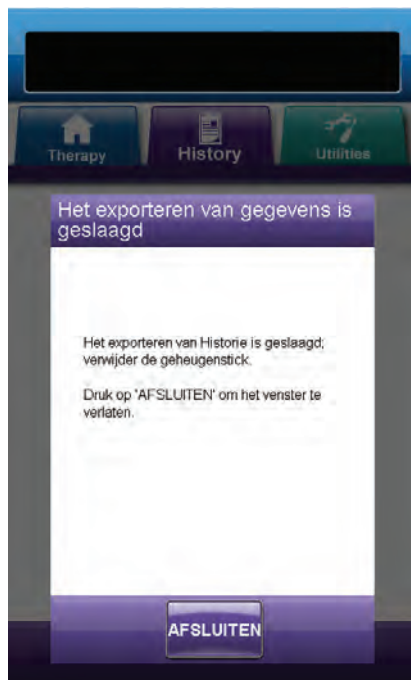 Therapy History Utilities
Het exporteren van gegevens is
geslaagd
Het exporteren van Historie is geslaagd;
verwijder de geheugenstick.
Druk op 'AFSLUITEN' om het venster te
verlaten.
AFSLUITEN